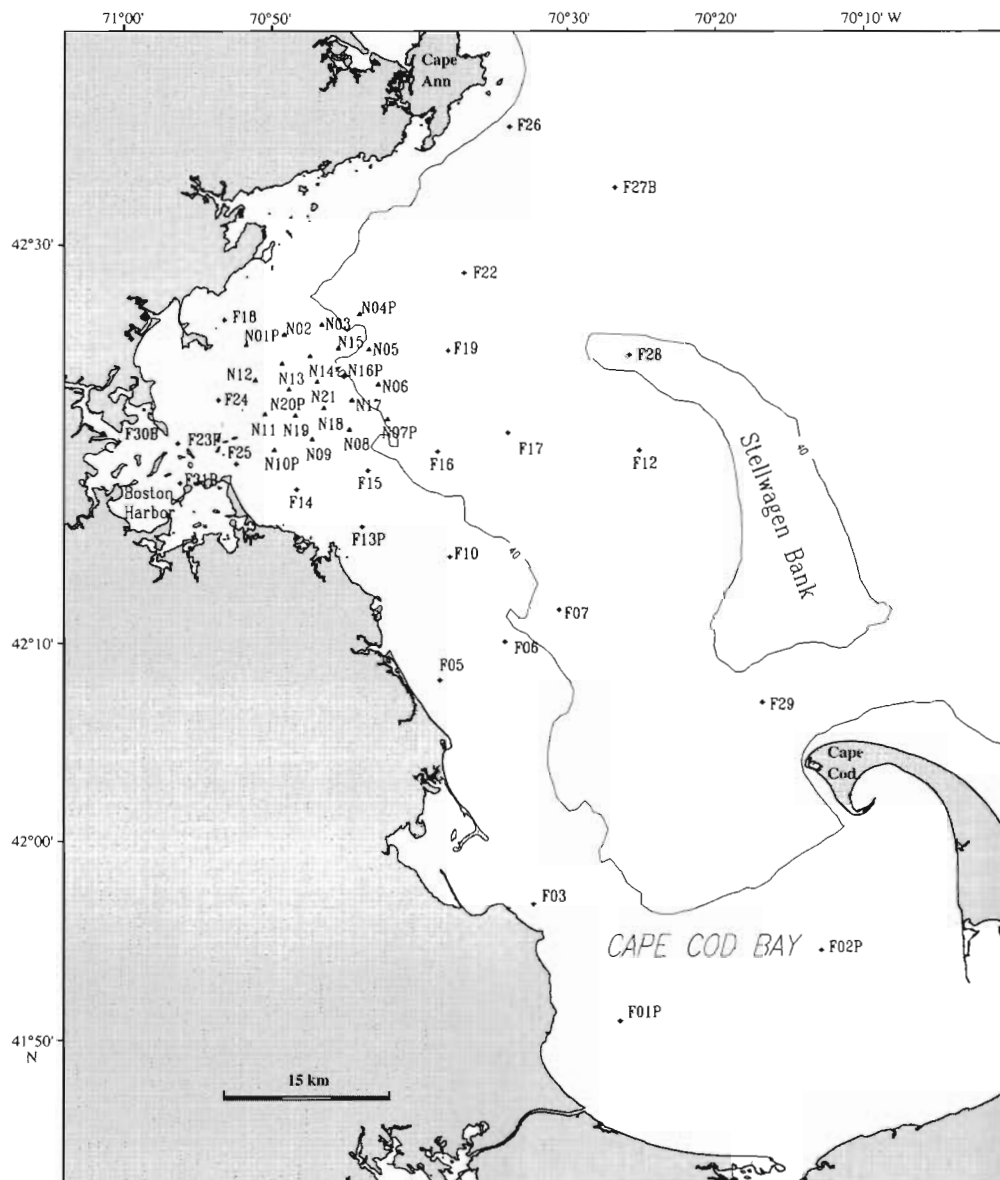 71°00' 70°50' 70°30' 70°20' 70°10' W
Cape
Ann
F26
F27B
42°30'
F22
N04P
F18 N03
N02
N01P
N15 N05 F19
F28
N14 N16P
N12 N13 N06
F24 N20P N21 N17
N11 N19 N18 N07P
F30B F23P N08 F17
N10P N09
F25 F16 F12
40
F15
F31B
Boston
Harbor
F14
Stellwagen Bank
F13P
40
F10
F07
42°10'
F06
F05
F29
Cape
Cod
42°00'
F03
CAPE COD BAY
F02P
F01P
41°50'
N
15 km